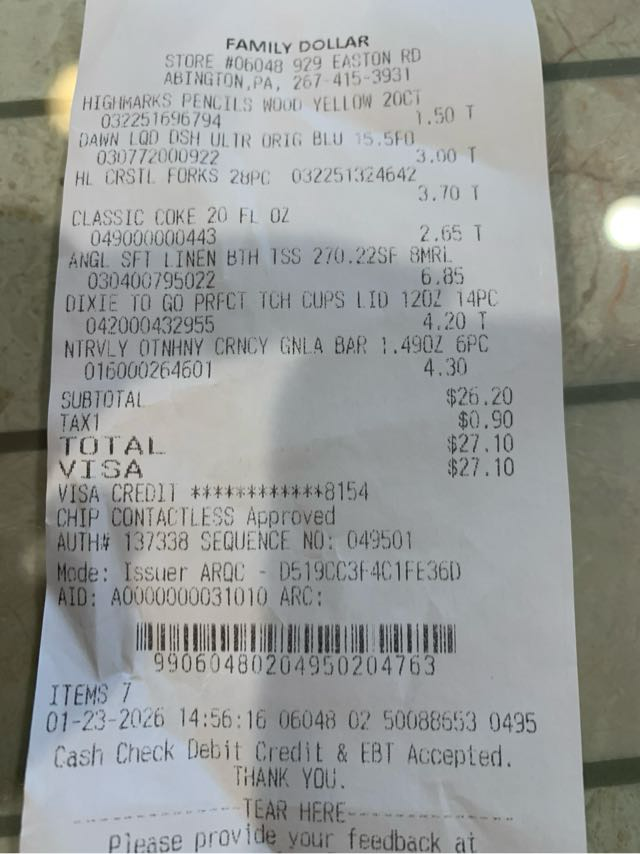 FAMILY DOLLAR
STORE #06048 929 EASTON RD
ABINGTON,PA, 267-415-3931
HIGHMARKS PENCILS WOOD YELLOW 20CT
032251696794 1.50 T
DAWN LQD DSH ULTR ORIG BLU 15.5FO
030772000922 3.00 T
HL CRSTL FORKS 28PC 032251324642
3.70 T
CLASSIC COKE 20 FL OZ
049000000443 2.65 T
ANGL SFT LINEN BTH TSS 270.22SF 8MRL
030400795022 6.85
DIXIE TO GO PRFCT TCH CUPS LID 12OZ 14PC
042000432955 4.20 T
NTRVLY OTNHNY CRNCY GNLA BAR 1.49OZ 6PC
016000264601 4.30
SUBTOTAL $26.20
TAX1 $0.90
TOTAL $27.10
VISA $27.10
VISA CREDIT ************8154
CHIP CONTACTLESS Approved
AUTH# 137338 SEQUENCE NO: 049501
Mode: Issuer ARQC - D519CC3F4C1FE36D
AID: A0000000031010 ARC:
99060480204950204763
ITEMS 7
01-23-2026 14:56:16 06048 02 50088653 0495
Cash Check Debit Credit & EBT Accepted.
THANK YOU.
TEAR HERE
Please provide your feedback at